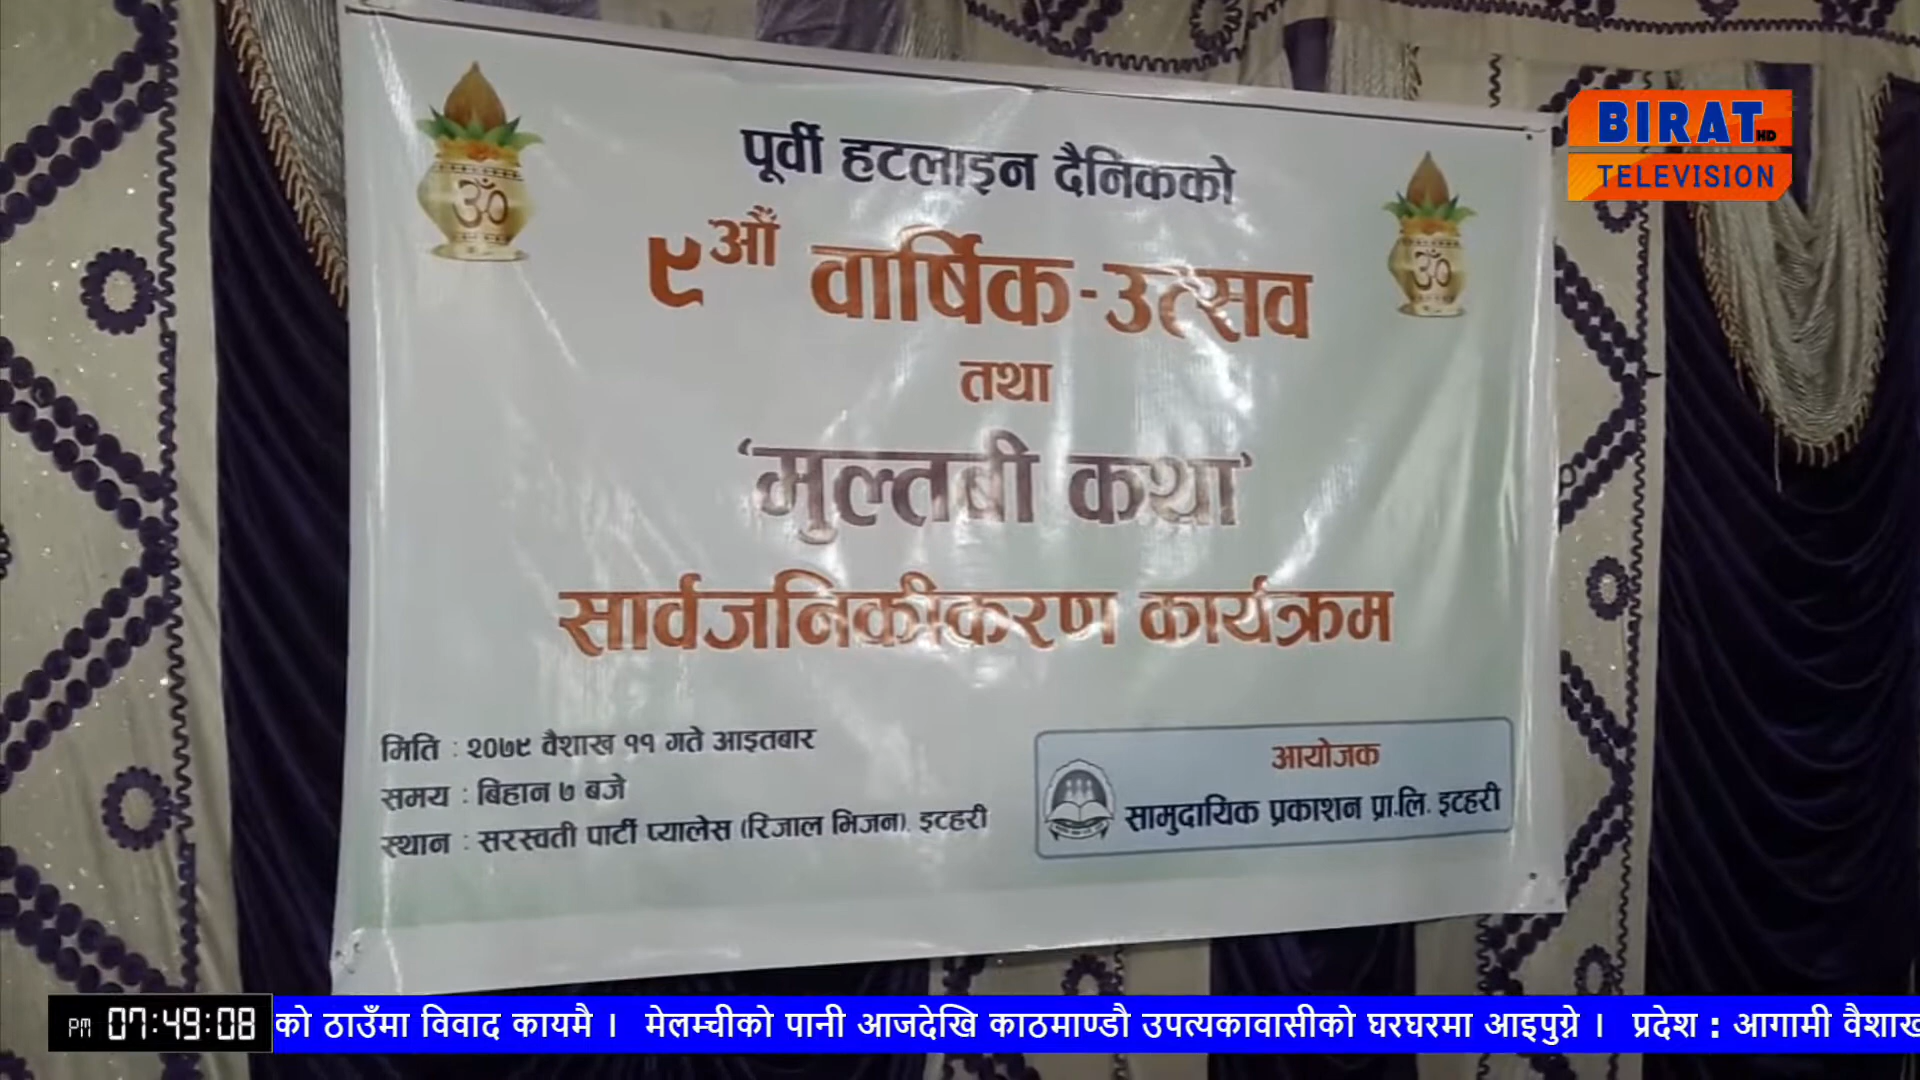 BIRAT HD
TELEVISION
ॐ
ॐ
पूर्वी हटलाइन दैनिकको
९औं वार्षिक-उत्सव
तथा
'मुल्तबी कथा'
सार्वजनिकीकरण कार्यक्रम
मिति : २०७९ वैशाख ११ गते आइतबार
समय : बिहान ७ बजे
स्थान : सरस्वती पार्टी प्यालेस (रिजाल भिजन), इटहरी
आयोजक
सामुदायिक प्रकाशन प्रा.लि. इटहरी
PM 07:49:08 को ठाउँमा विवाद कायमै । मेलम्चीको पानी आजदेखि काठमाण्डौ उपत्यकावासीको घरघरमा आइपुग्ने । प्रदेश : आगामी वैशाख